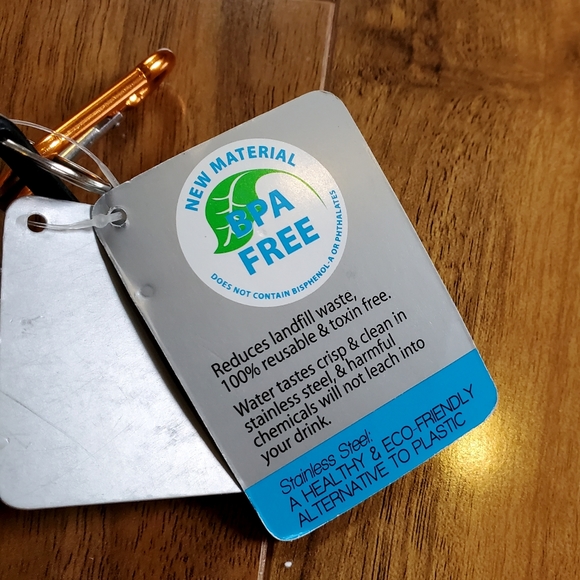 NEW MATERIAL
BPA
FREE
DOES NOT CONTAIN BISPHENOL-A OR PHTHALATES
Reduces landfill waste,
100% reusable & toxin free.
Water tastes crisp & clean in
stainless steel, & harmful
chemicals will not leach into
your drink.
Stainless Steel:
A HEALTHY & ECO-FRIENDLY
ALTERNATIVE TO PLASTIC